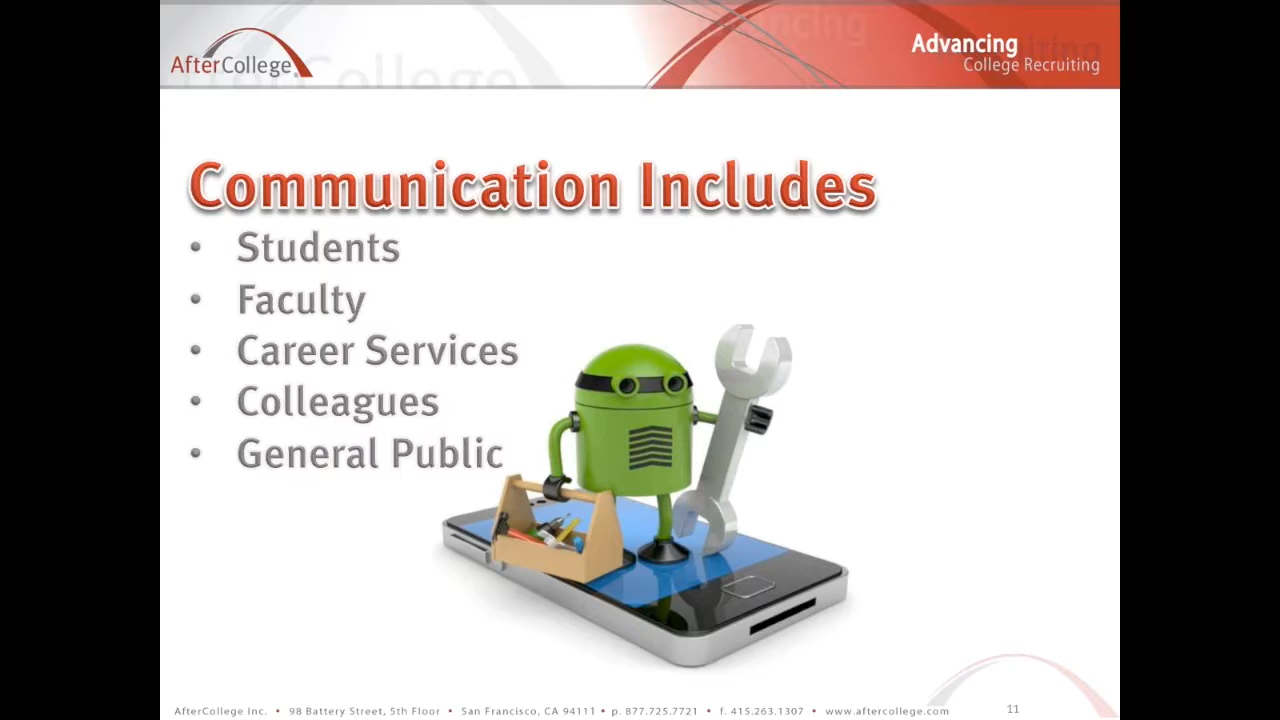 AfterCollege
Advancing
College Recruiting
Communication Includes
• Students
• Faculty
• Career Services
• Colleagues
• General Public
AfterCollege Inc. • 98 Battery Street, 5th Floor • San Francisco, CA 94111 • p. 877.725.7721 • f. 415.263.1307 • www.aftercollege.com
11